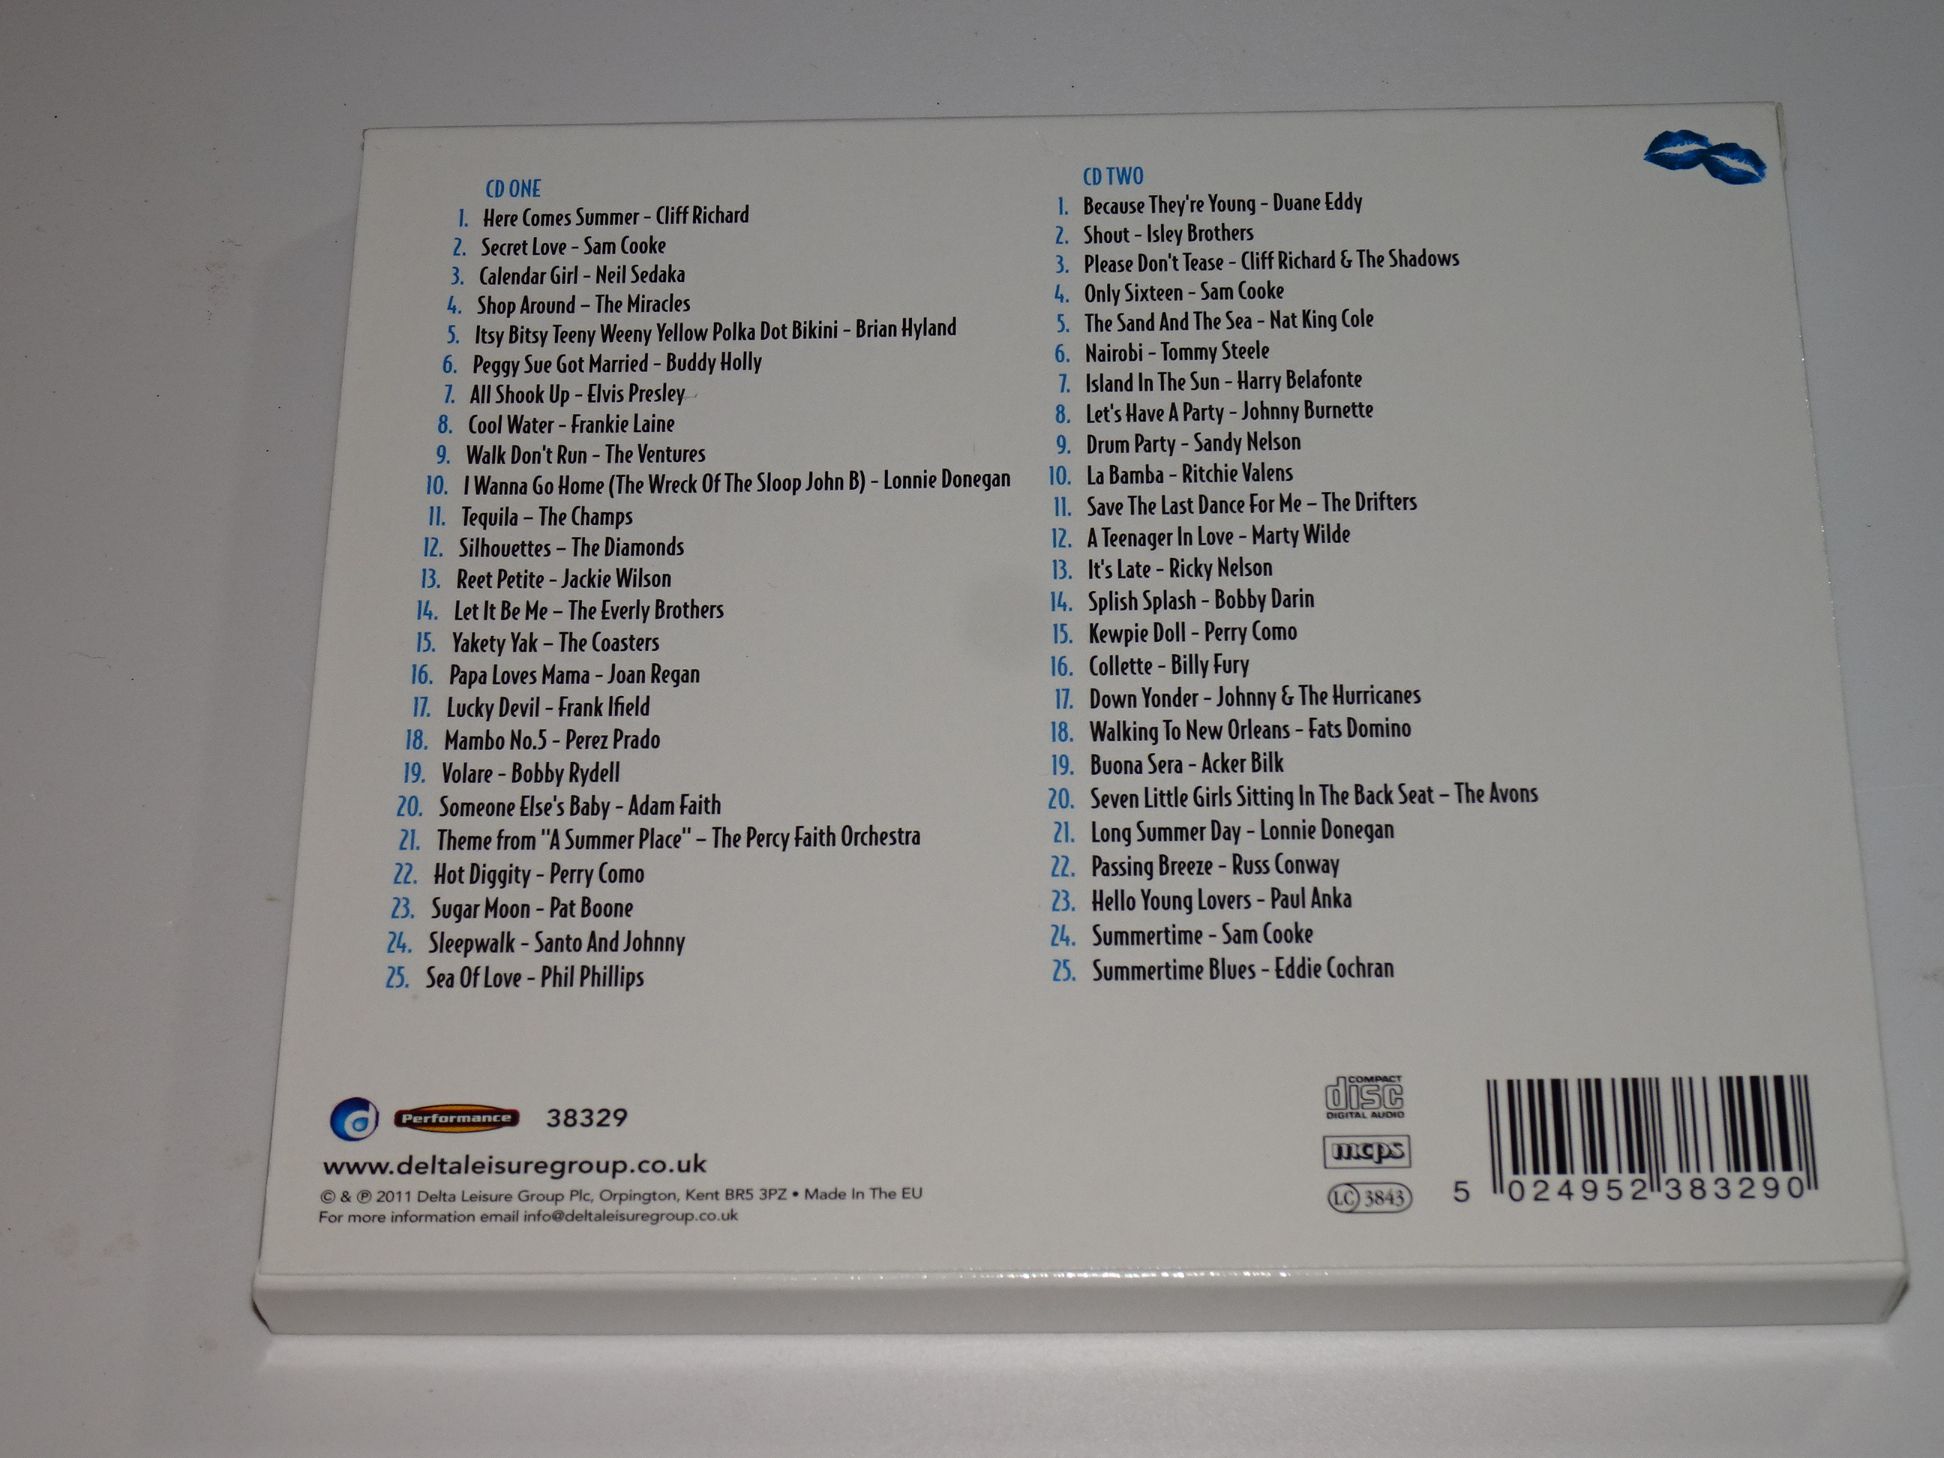 CD ONE
1. Here Comes Summer - Cliff Richard
2. Secret Love - Sam Cooke
3. Calendar Girl - Neil Sedaka
4. Shop Around – The Miracles
5. Itsy Bitsy Teeny Weeny Yellow Polka Dot Bikini - Brian Hyland
6. Peggy Sue Got Married - Buddy Holly
7. All Shook Up - Elvis Presley
8. Cool Water - Frankie Laine
9. Walk Don't Run - The Ventures
10. I Wanna Go Home (The Wreck Of The Sloop John B) - Lonnie Donegan
11. Tequila – The Champs
12. Silhouettes – The Diamonds
13. Reet Petite - Jackie Wilson
14. Let It Be Me – The Everly Brothers
15. Yakety Yak – The Coasters
16. Papa Loves Mama - Joan Regan
17. Lucky Devil - Frank Ifield
18. Mambo No.5 - Perez Prado
19. Volare - Bobby Rydell
20. Someone Else's Baby - Adam Faith
21. Theme from "A Summer Place" – The Percy Faith Orchestra
22. Hot Diggity - Perry Como
23. Sugar Moon - Pat Boone
24. Sleepwalk - Santo And Johnny
25. Sea Of Love - Phil Phillips
CD TWO
1. Because They're Young - Duane Eddy
2. Shout - Isley Brothers
3. Please Don't Tease - Cliff Richard & The Shadows
4. Only Sixteen - Sam Cooke
5. The Sand And The Sea - Nat King Cole
6. Nairobi - Tommy Steele
7. Island In The Sun - Harry Belafonte
8. Let's Have A Party - Johnny Burnette
9. Drum Party - Sandy Nelson
10. La Bamba - Ritchie Valens
11. Save The Last Dance For Me – The Drifters
12. A Teenager In Love - Marty Wilde
13. It's Late - Ricky Nelson
14. Splish Splash - Bobby Darin
15. Kewpie Doll - Perry Como
16. Collette - Billy Fury
17. Down Yonder - Johnny & The Hurricanes
18. Walking To New Orleans - Fats Domino
19. Buona Sera - Acker Bilk
20. Seven Little Girls Sitting In The Back Seat – The Avons
21. Long Summer Day - Lonnie Donegan
22. Passing Breeze - Russ Conway
23. Hello Young Lovers - Paul Anka
24. Summertime - Sam Cooke
25. Summertime Blues - Eddie Cochran
d Performance 38329
www.deltaleisuregroup.co.uk
© & ℗ 2011 Delta Leisure Group Plc, Orpington, Kent BR5 3PZ • Made In The EU
For more information email info@deltaleisuregroup.co.uk
COMPACT
disc
DIGITAL AUDIO
mcps
LC 3843
5 024952 383290